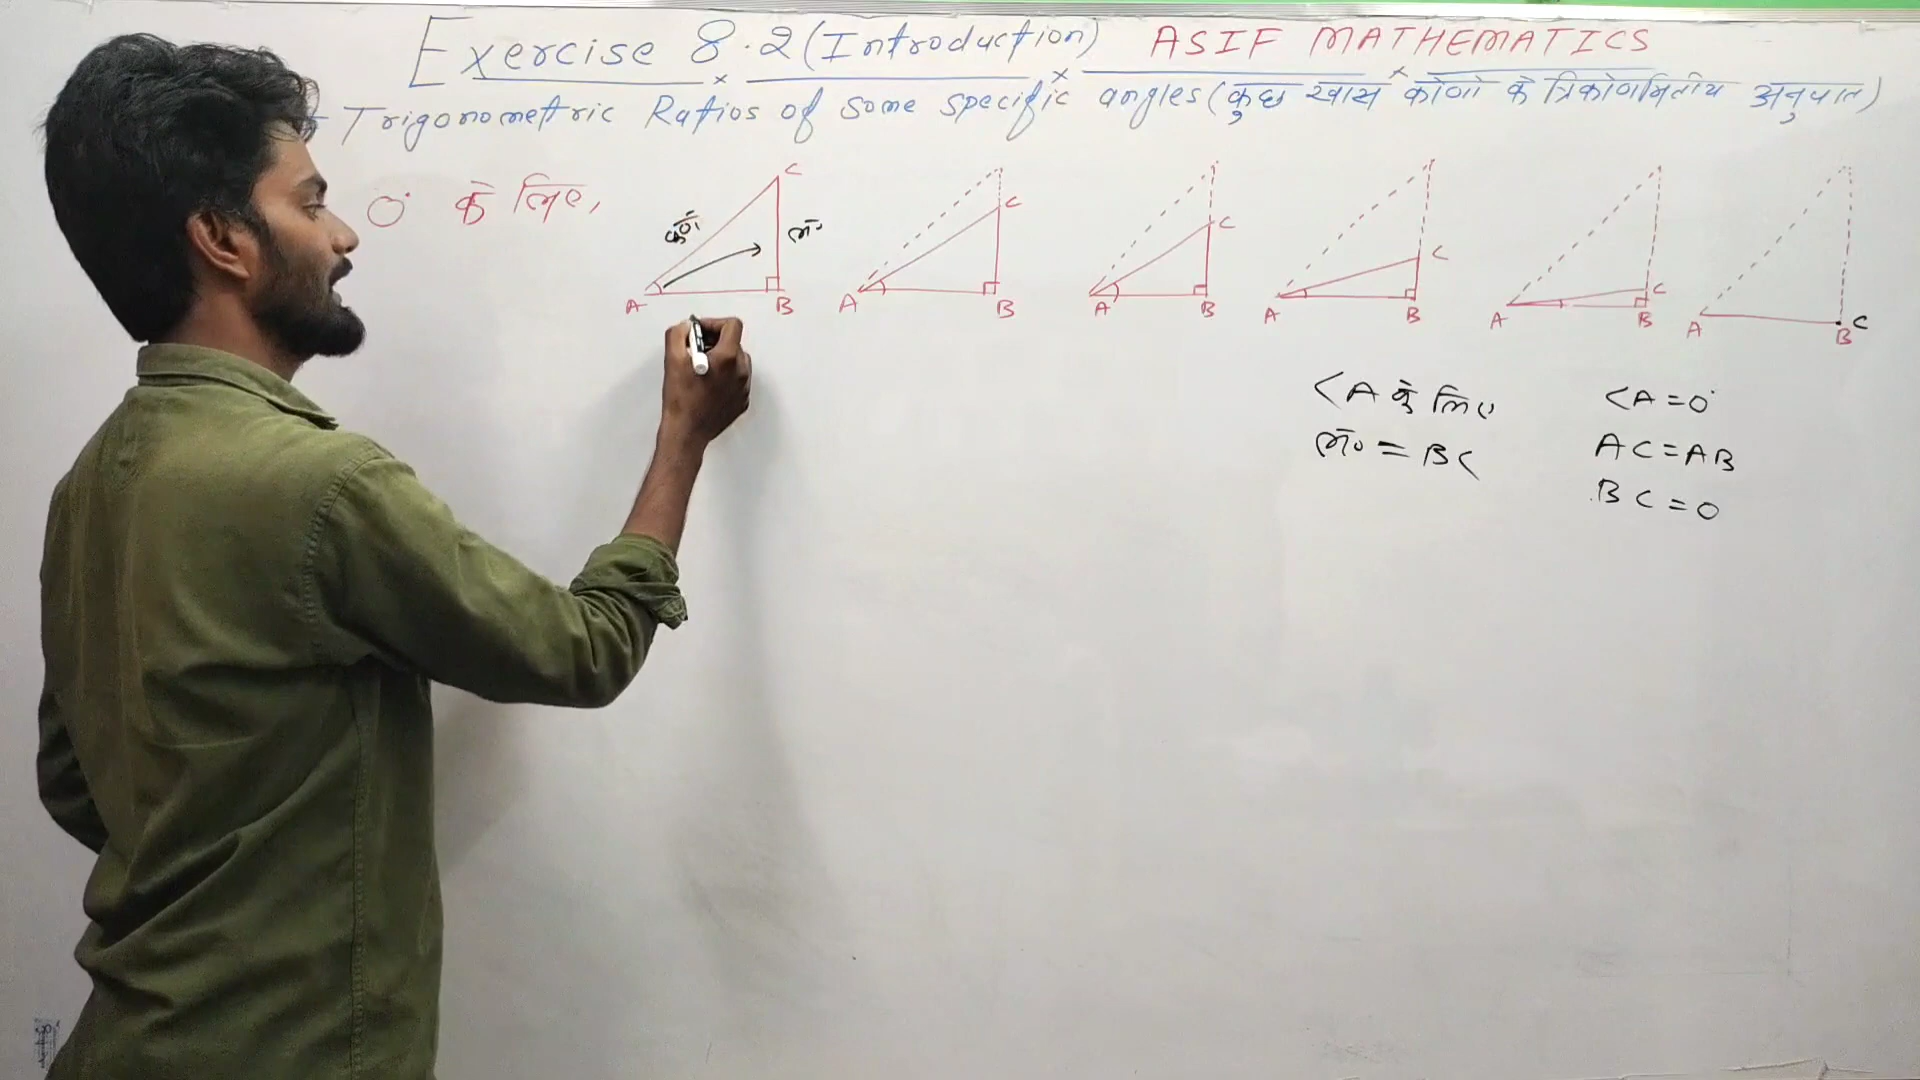 Exercise 8.2 (Introduction) ASIF MATHEMATICS
Trigonometric Ratios of some specific angles (कुछ खास कोणों के त्रिकोणमितीय अनुपात)
0° के लिए,
कर्ण
लं०
A B C
A B C
A B C
A B C
A B C
A B C
<A के लिए
लं० = BC
<A = 0°
AC = AB
BC = 0